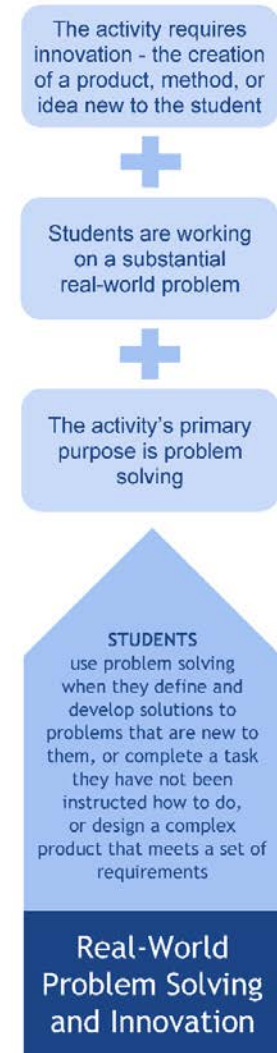 The activity requires
innovation - the creation
of a product, method, or
idea new to the student
+
Students are working
on a substantial
real-world problem
+
The activity's primary
purpose is problem
solving
STUDENTS
use problem solving
when they define and
develop solutions to
problems that are new to
them, or complete a task
they have not been
instructed how to do,
or design a complex
product that meets a set of
requirements
Real-World
Problem Solving
and Innovation